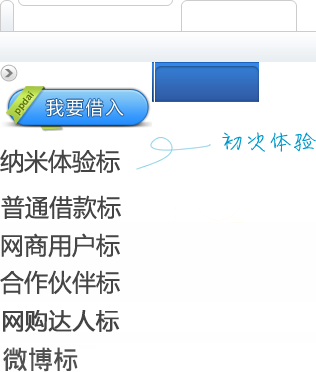 ppdai
我要借入
初次体验
纳米体验标
普通借款标
网商用户标
合作伙伴标
网购达人标
微博标